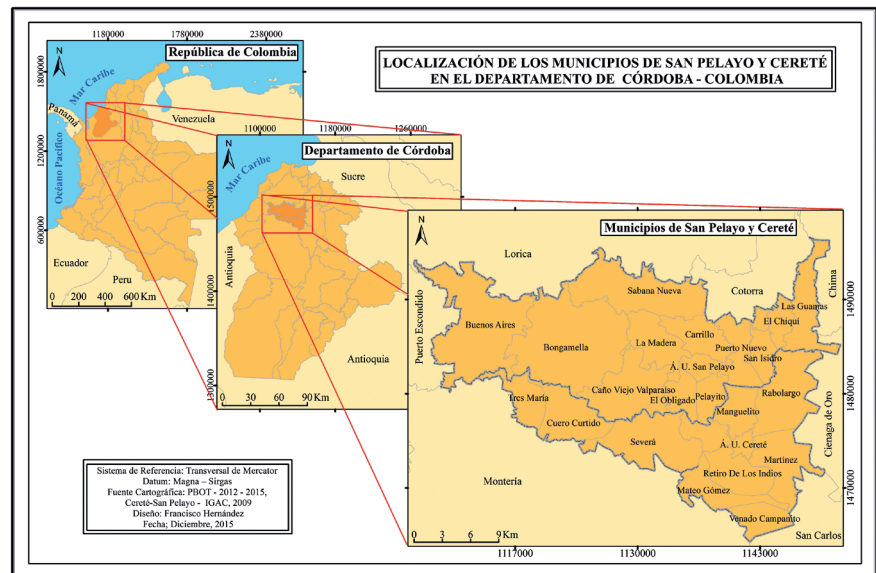 LOCALIZACIÓN DE LOS MUNICIPIOS DE SAN PELAYO Y CERETÉ
EN EL DEPARTAMENTO DE CÓRDOBA - COLOMBIA
1180000 1780000 2380000
República de Colombia
N
Mar Caribe
Panamá
Venezuela
Océano Pacífico
Ecuador
Peru
0 200 400 600 Km
1800000
1200000
600000
1100000 1180000 1260000
Departamento de Córdoba
N
Mar Caribe
Sucre
Antioquia
Antioquia
0 30 60 90 Km
1500000
1400000
1300000
Municipios de San Pelayo y Cereté
N
Lorica
Sabana Nueva
Cotorra
Chima
Las Guamas
El Chiqui
Puerto Escondido
Buenos Aires
Bongamella
La Madera
Carrillo
Puerto Nuevo
San Isidro
Á. U. San Pelayo
Caño Viejo Valparaiso
El Obligado
Pelayito
Rabolargo
Tres María
Manguelito
Cuero Curtido
Severá
Á. U. Cereté
Cienaga de Oro
Martinez
Retiro De Los Indios
Montería
Mateo Gómez
Venado Campanito
San Carlos
0 3 6 9 Km
1490000
1480000
1470000
1117000 1130000 1143000
Sistema de Referencia: Transversal de Mercator
Datum: Magna – Sirgas
Fuente Cartográfica: PBOT - 2012 - 2015,
Cereté-San Pelayo - IGAC, 2009
Diseño: Francisco Hernández
Fecha; Diciembre, 2015